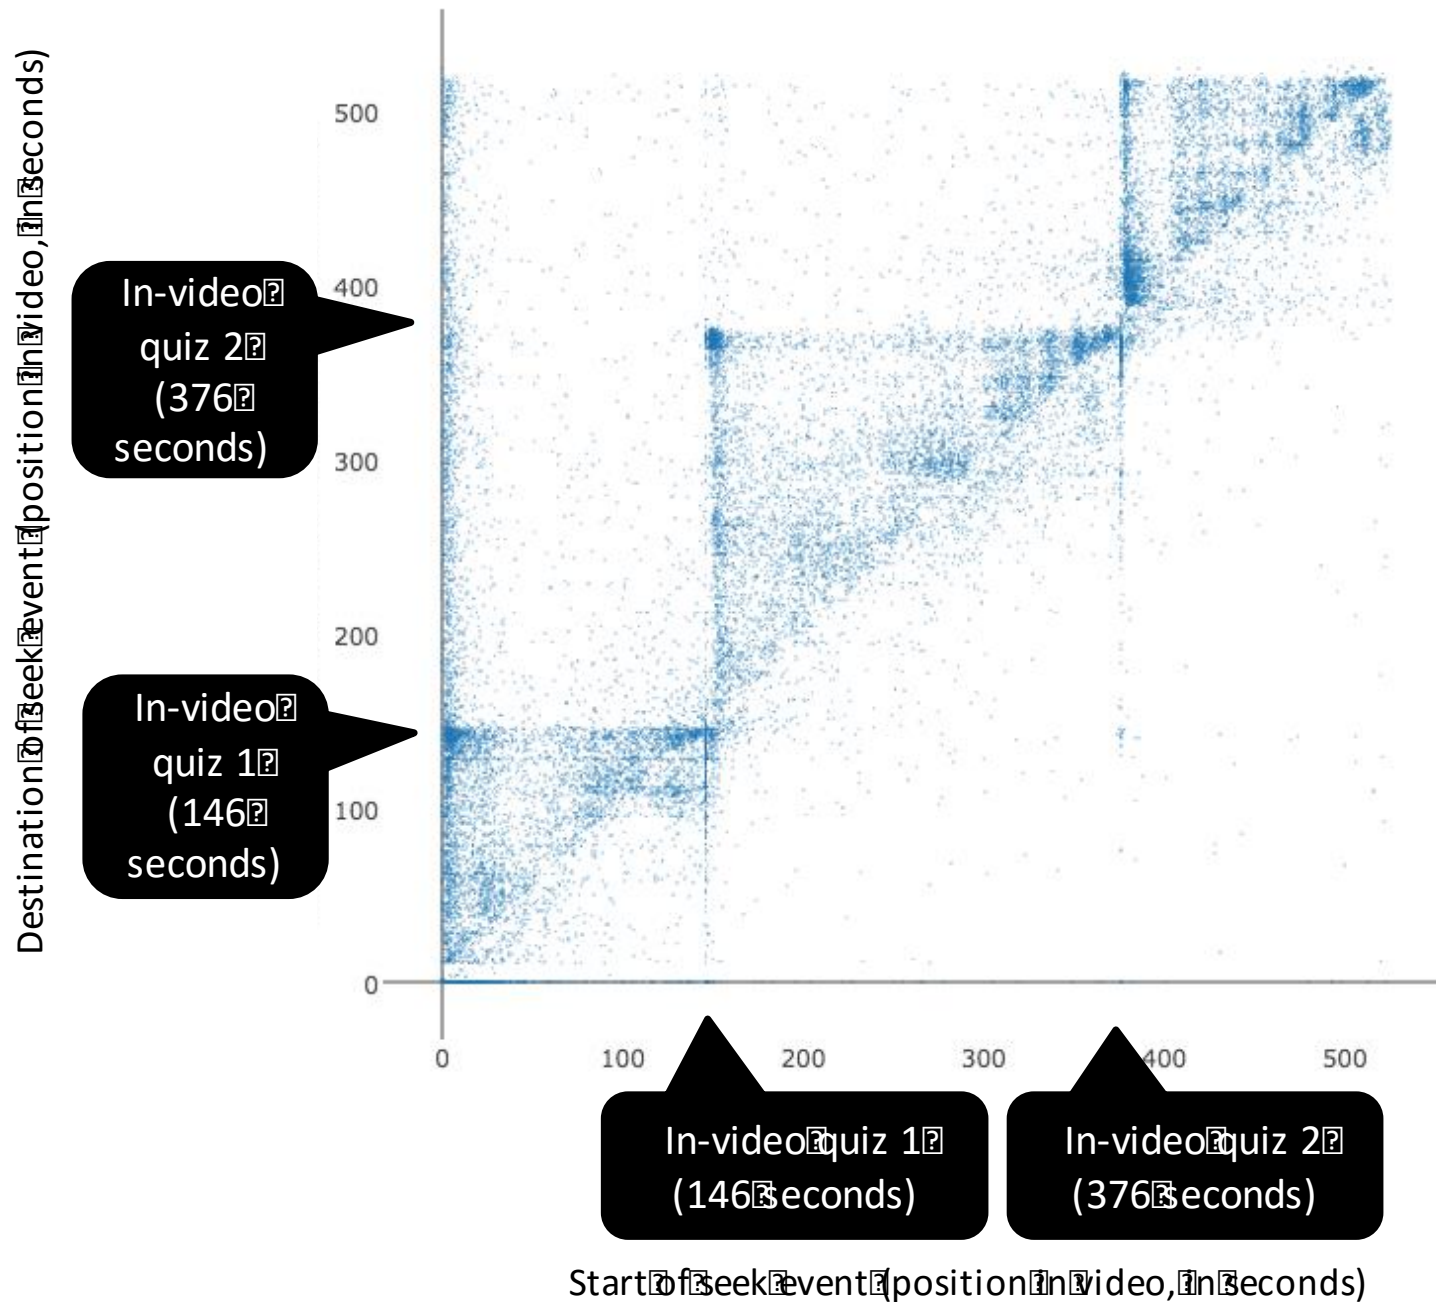 Destination⍰of⍰seek⍰event⍰(position⍰in⍰video,⍰in⍰seconds)
500
400
300
200
100
0
In-video⍰
quiz 2⍰
(376⍰
seconds)
In-video⍰
quiz 1⍰
(146⍰
seconds)
0 100 200 300 400 500
In-video⍰quiz 1⍰
(146⍰seconds)
In-video⍰quiz 2⍰
(376⍰seconds)
Start⍰of⍰seek⍰event⍰(position⍰in⍰video,⍰in⍰seconds)